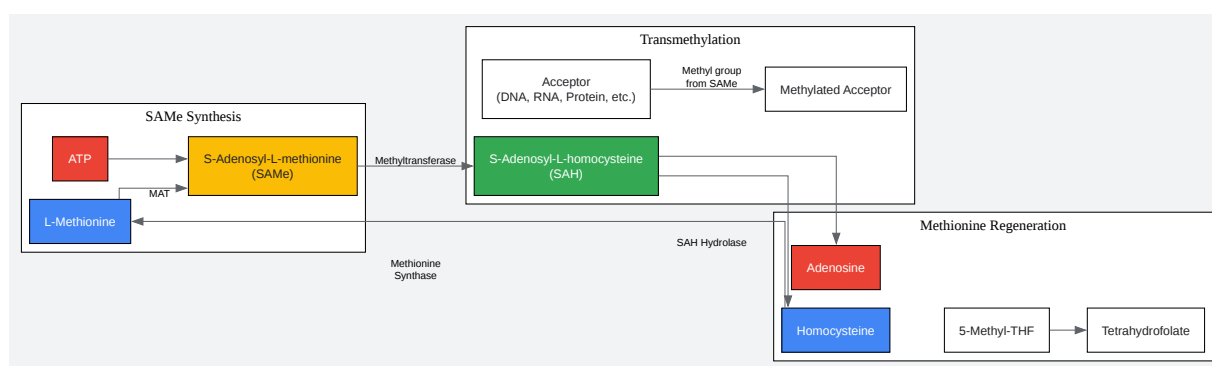 Transmethylation
Acceptor
(DNA, RNA, Protein, etc.)
Methyl group
from SAMe
Methylated Acceptor
SAMe Synthesis
ATP
S-Adenosyl-L-methionine
(SAMe)
Methyltransferase
S-Adenosyl-L-homocysteine
(SAH)
MAT
L-Methionine
Methionine Regeneration
SAH Hydrolase
Methionine
Synthase
Adenosine
Homocysteine
5-Methyl-THF
Tetrahydrofolate